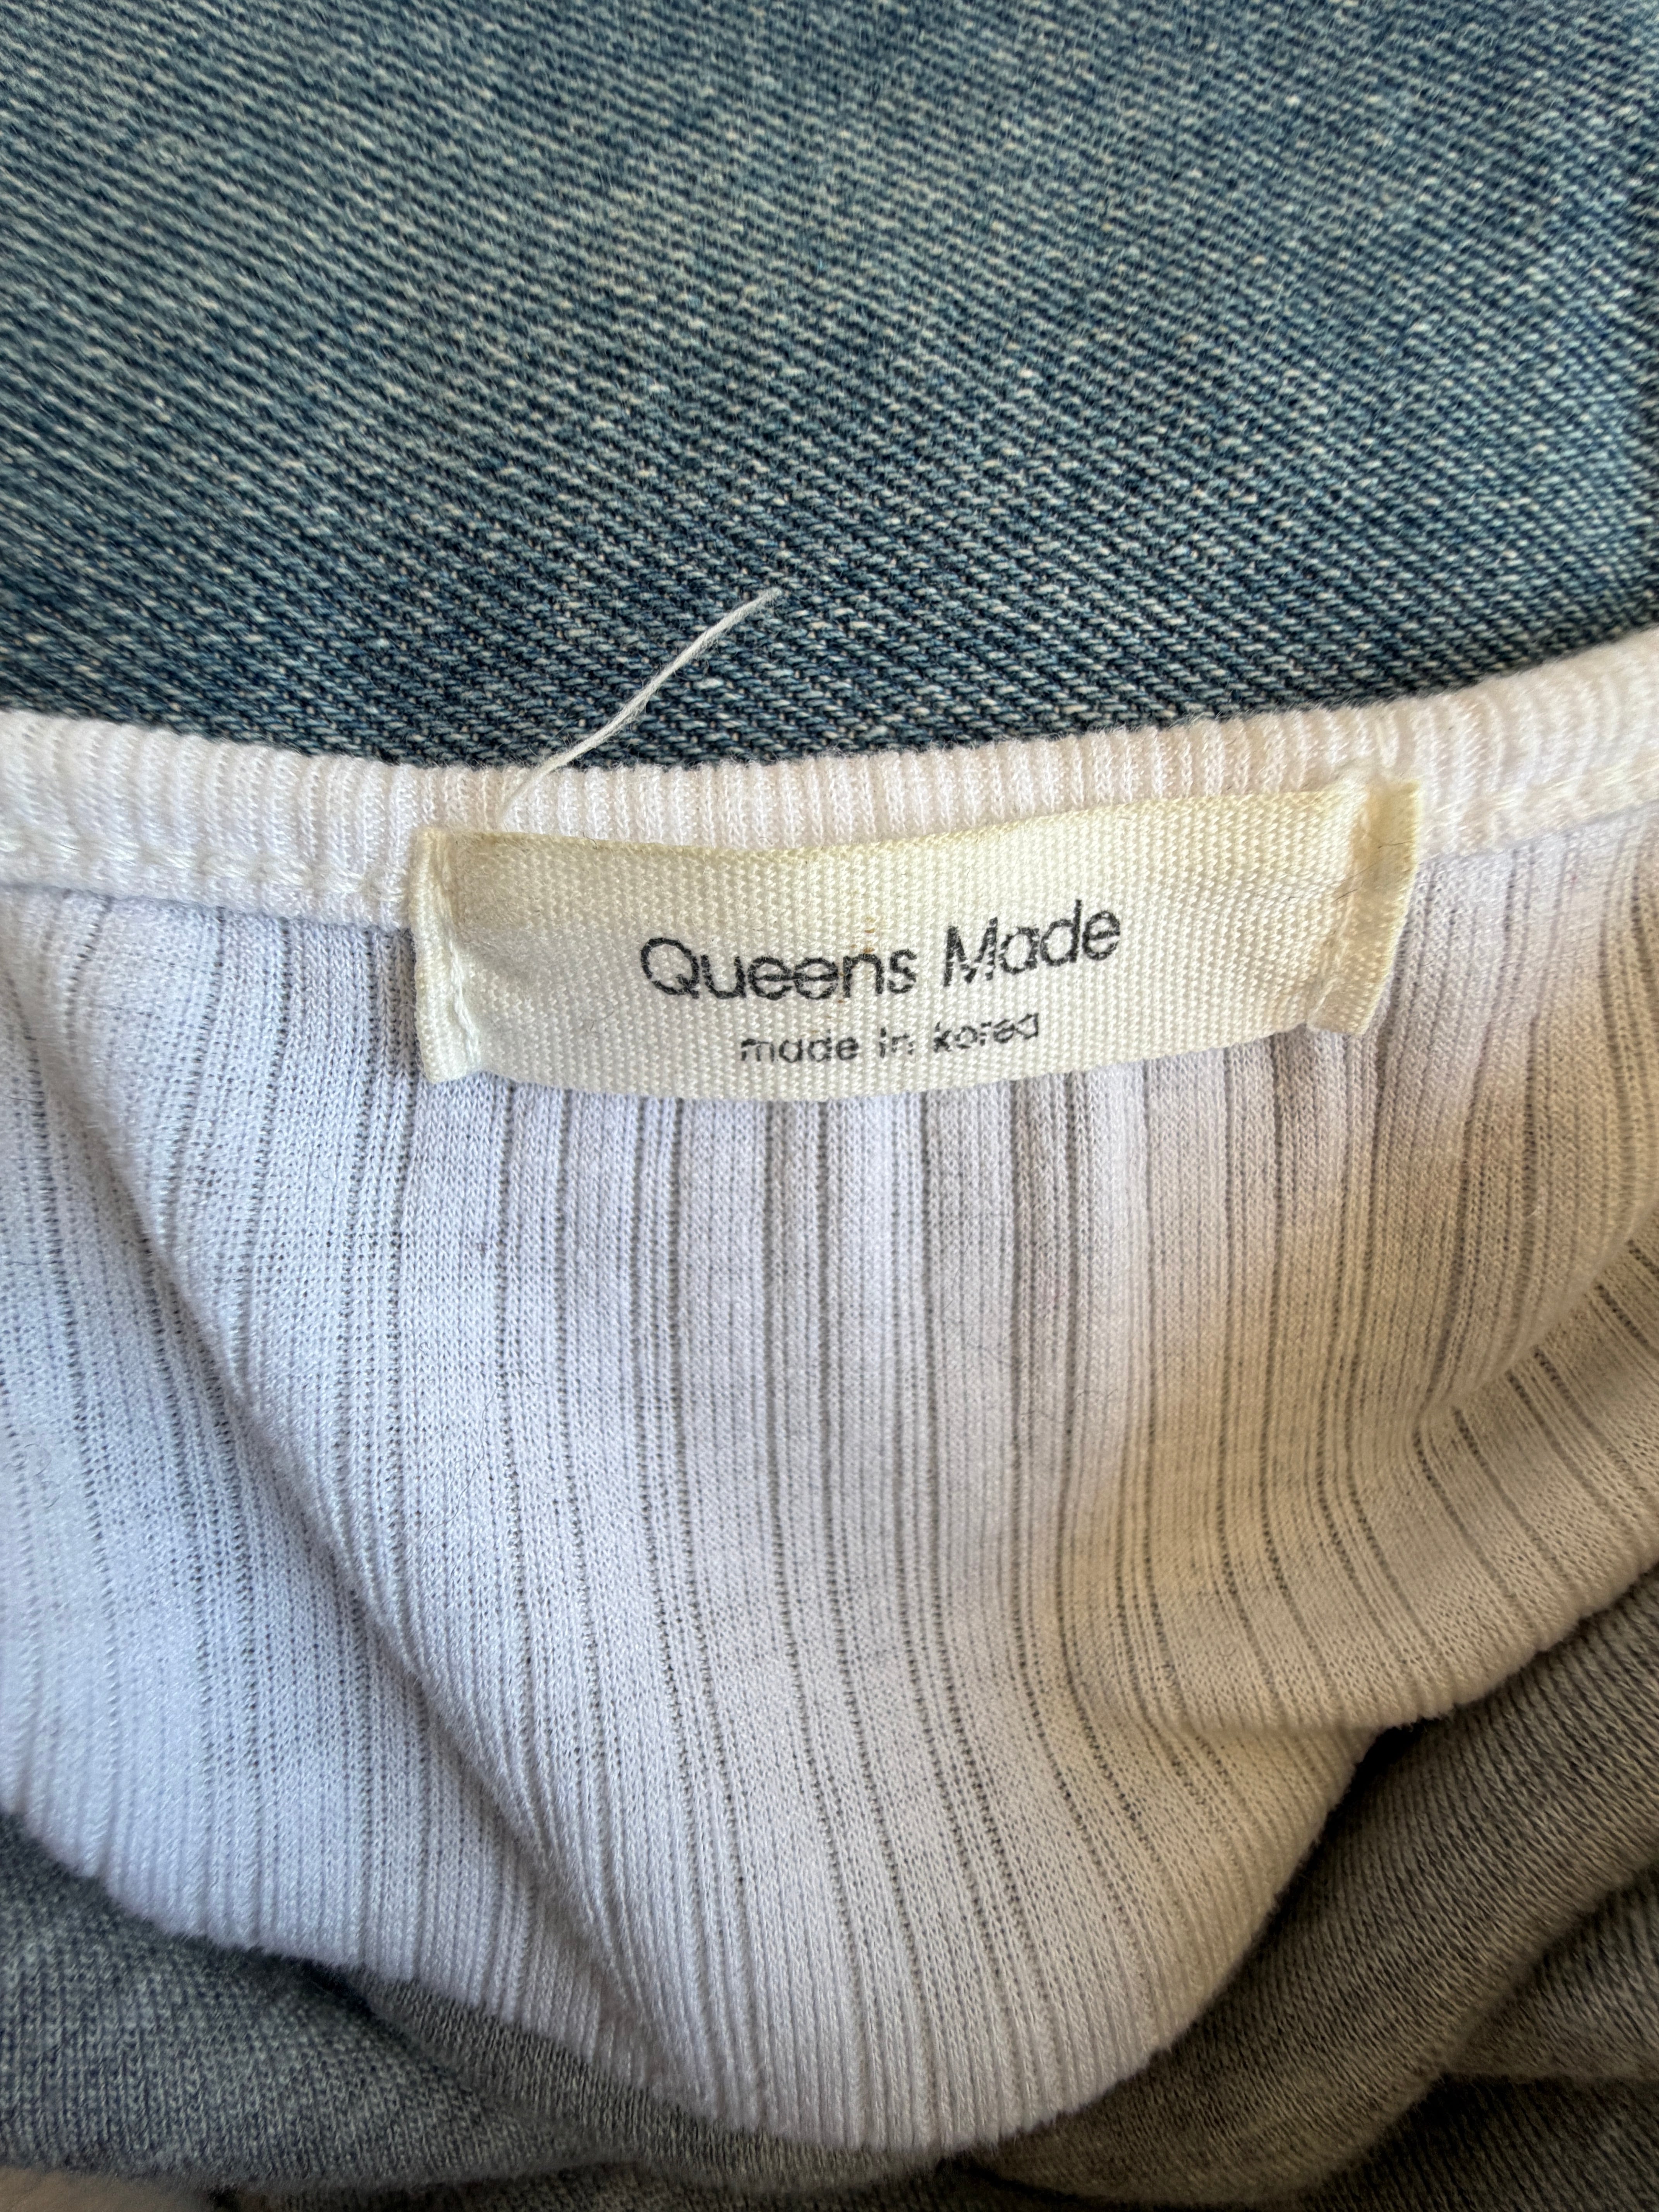 Queens Made
made in korea